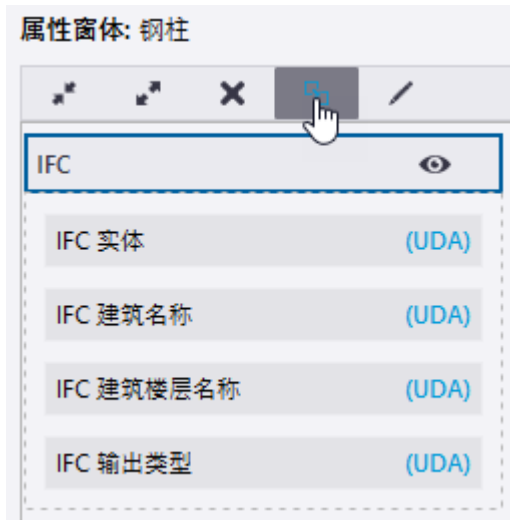 属性窗体: 钢柱
IFC
IFC 实体 (UDA)
IFC 建筑名称 (UDA)
IFC 建筑楼层名称 (UDA)
IFC 输出类型 (UDA)